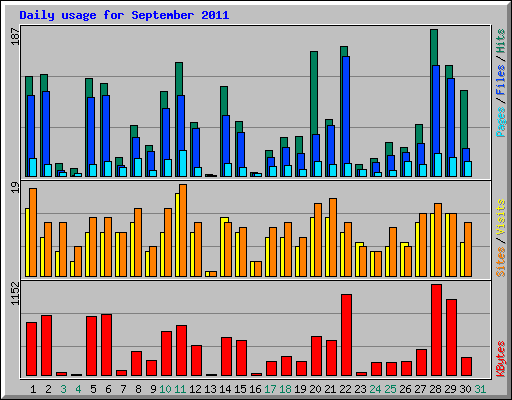 Daily usage for September 2011
187
Pages / Files / Hits
19
Sites / Visits
1152
KBytes
1 2 3 4 5 6 7 8 9 10 11 12 13 14 15 16 17 18 19 20 21 22 23 24 25 26 27 28 29 30 31